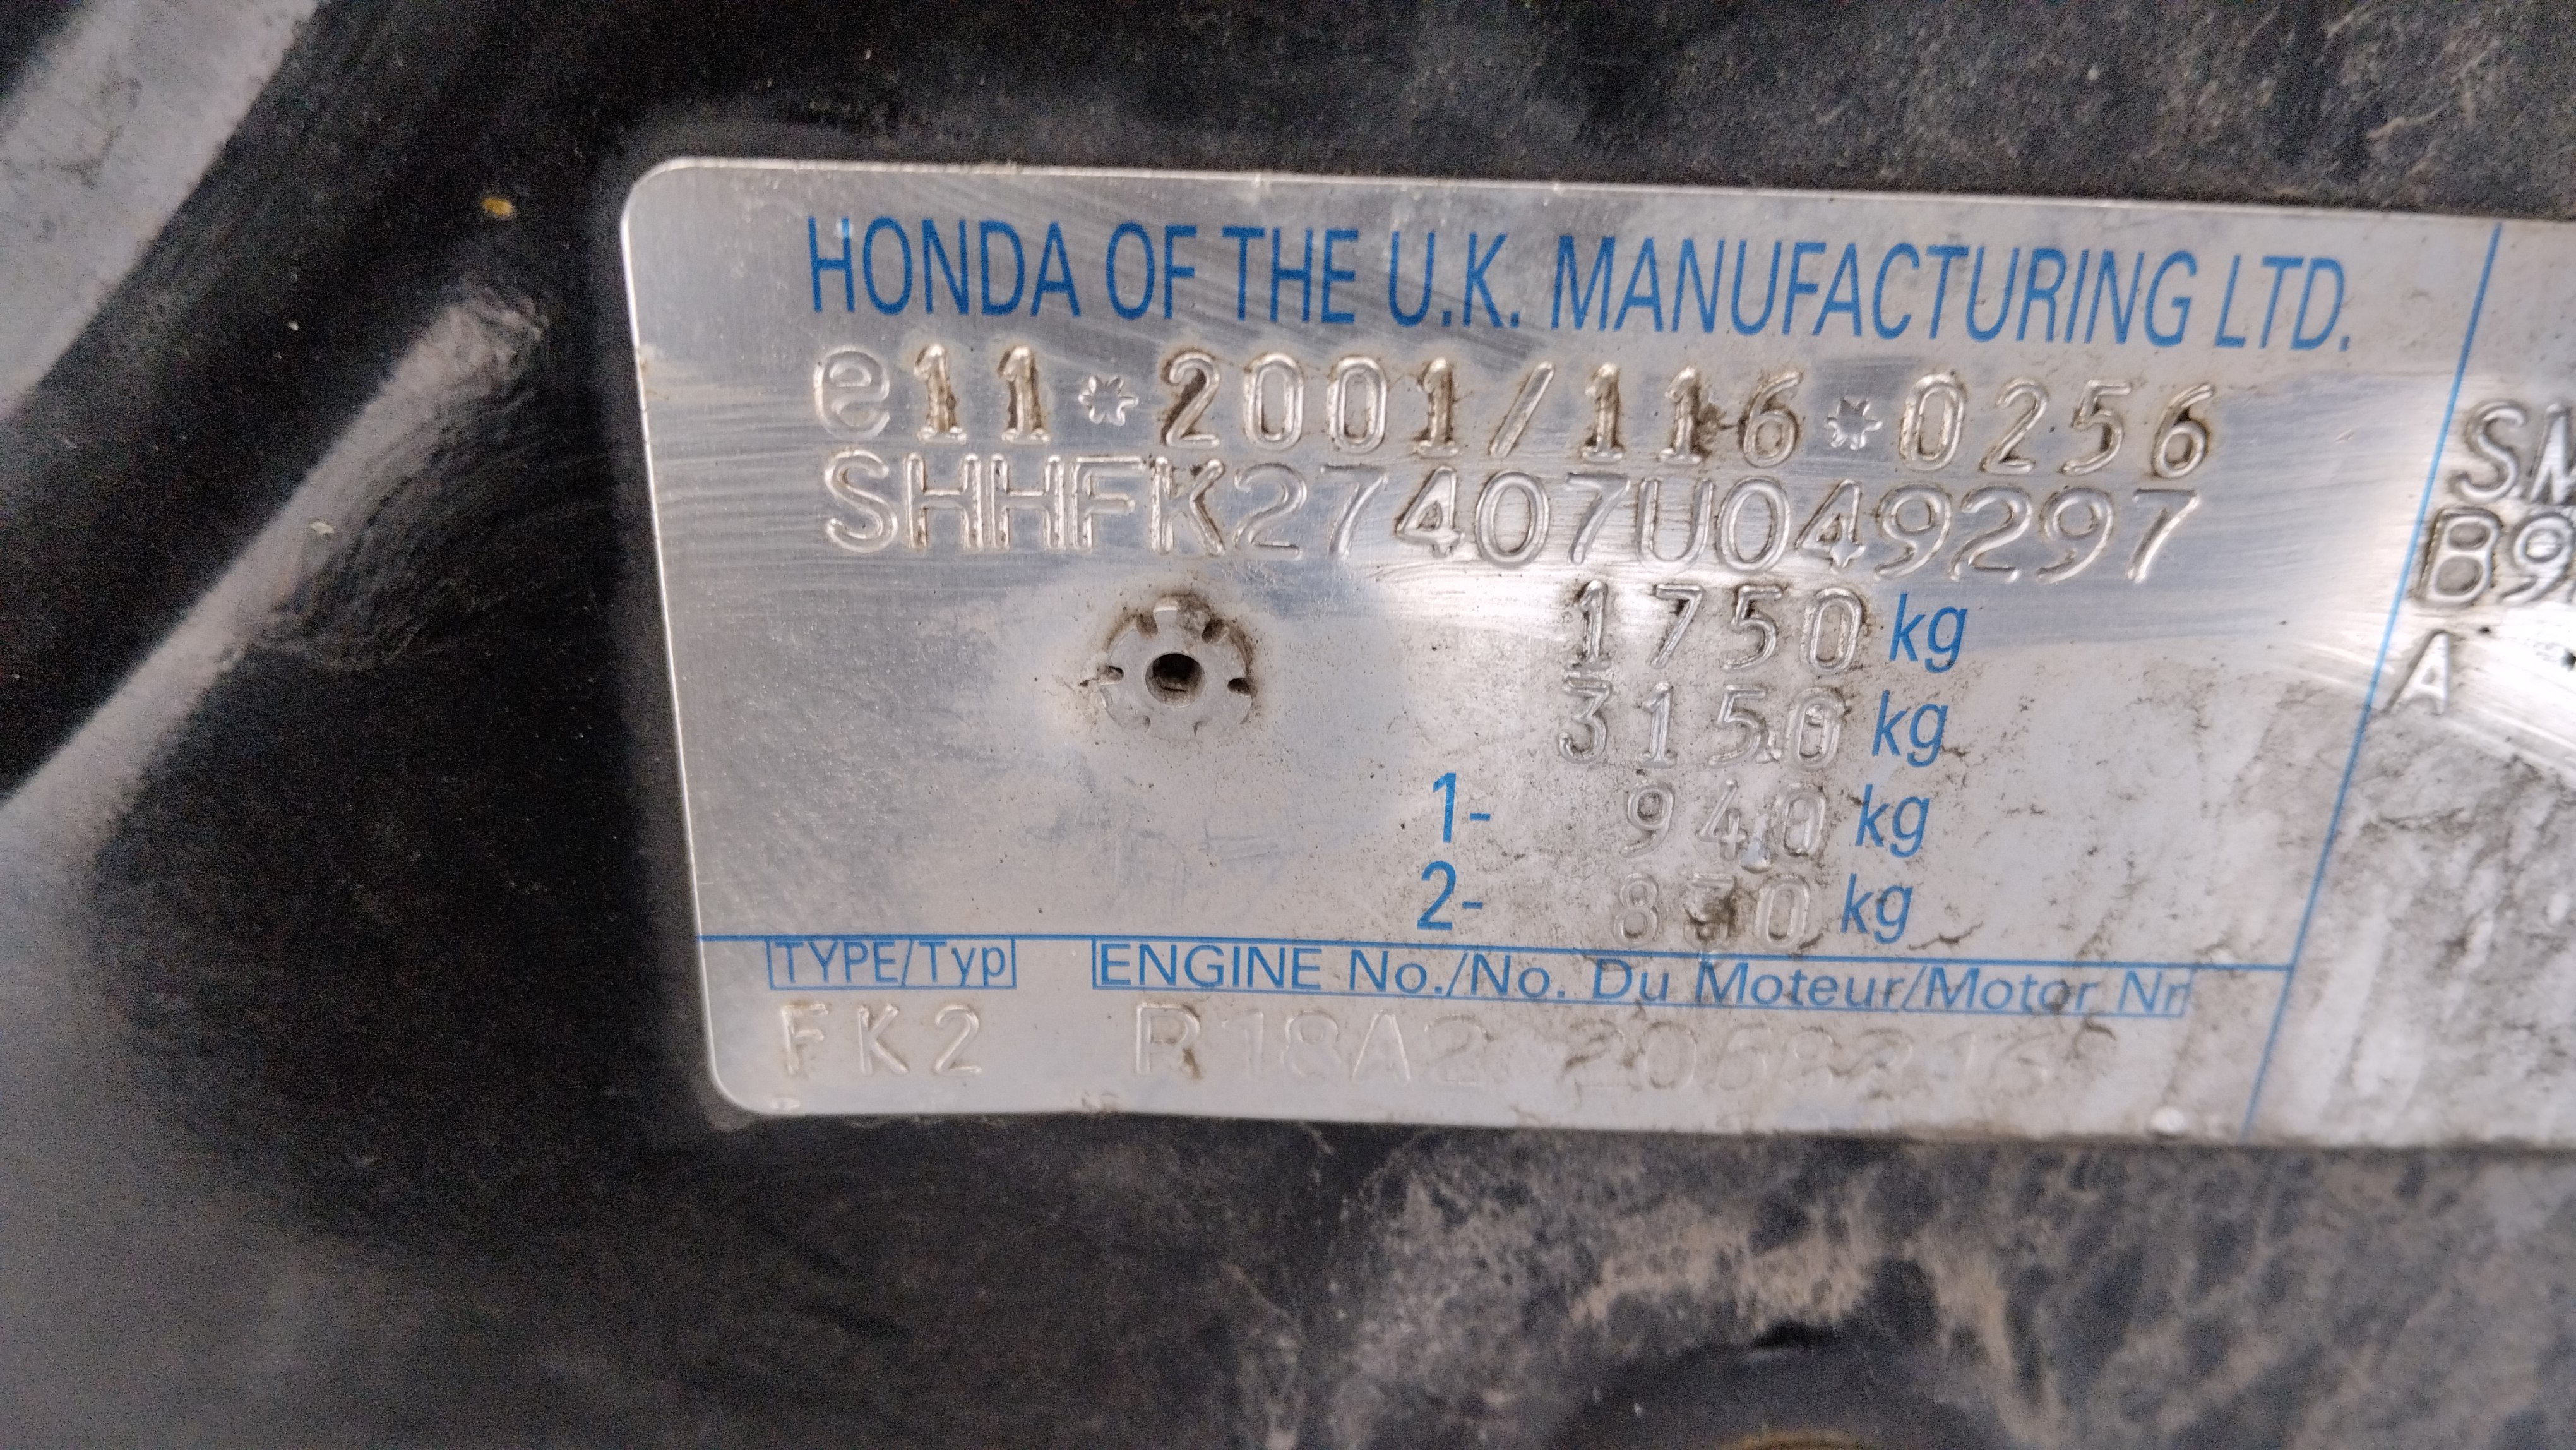 HONDA OF THE U.K. MANUFACTURING LTD.
e11*2001/116*0256
SHHFK27407U049297
1750 kg
3150 kg
1- 940 kg
2- kg
TYPE/Typ ENGINE No./No. Du Moteur/Motor Nr
FK2 R18A2
A